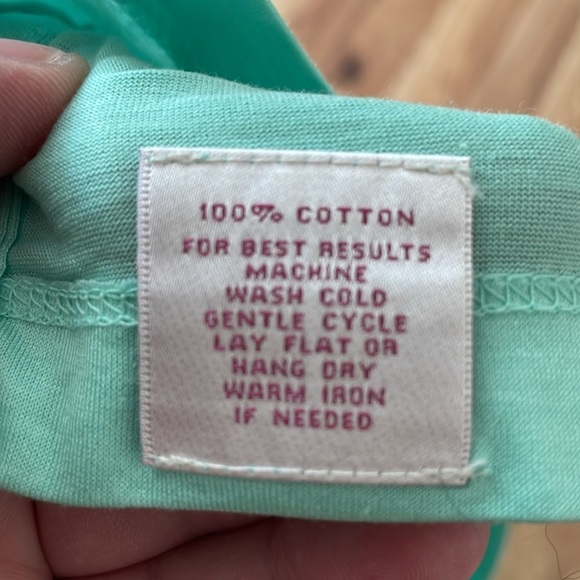 100% COTTON
FOR BEST RESULTS
MACHINE
WASH COLD
GENTLE CYCLE
LAY FLAT OR
HANG DRY
WARM IRON
IF NEEDED